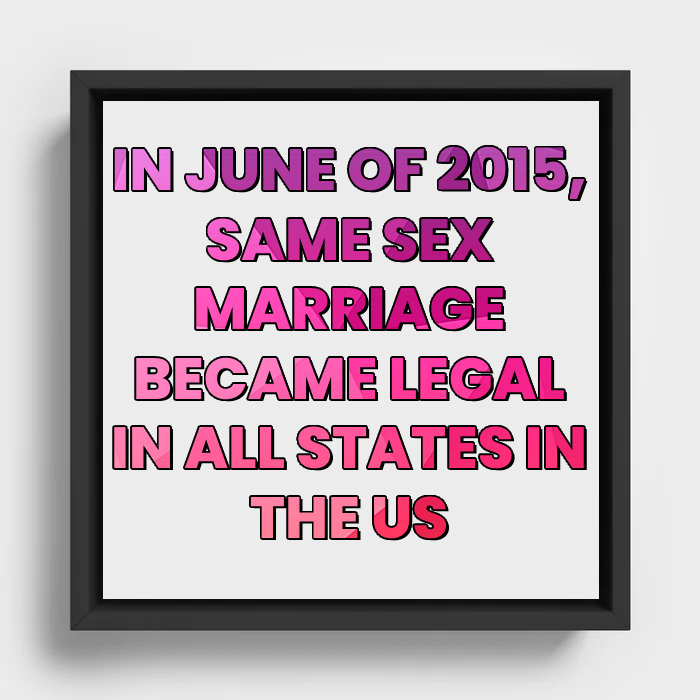 IN JUNE OF 2015,
SAME SEX
MARRIAGE
BECAME LEGAL
IN ALL STATES IN
THE US